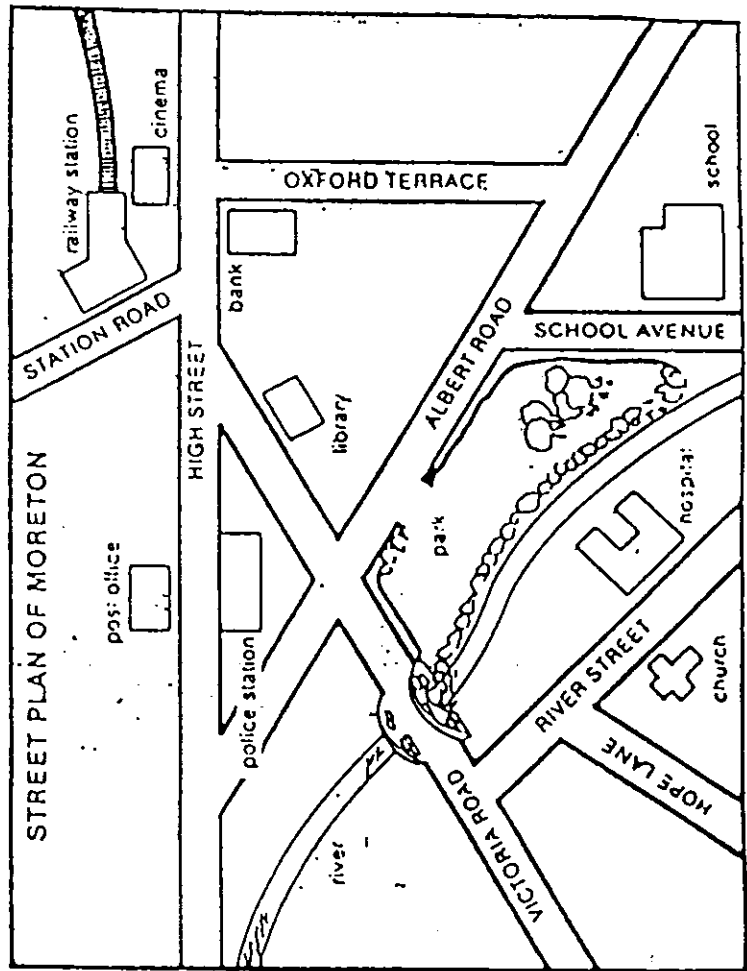 STREET PLAN OF MORETON
STATION ROAD
railway station
post office
cinema
HIGH STREET
police station
bank
library
OXFORD TERRACE
river
park
ALBERT ROAD
VICTORIA ROAD
RIVER STREET
SCHOOL AVENUE
hospital
school
HOPE LANE
church